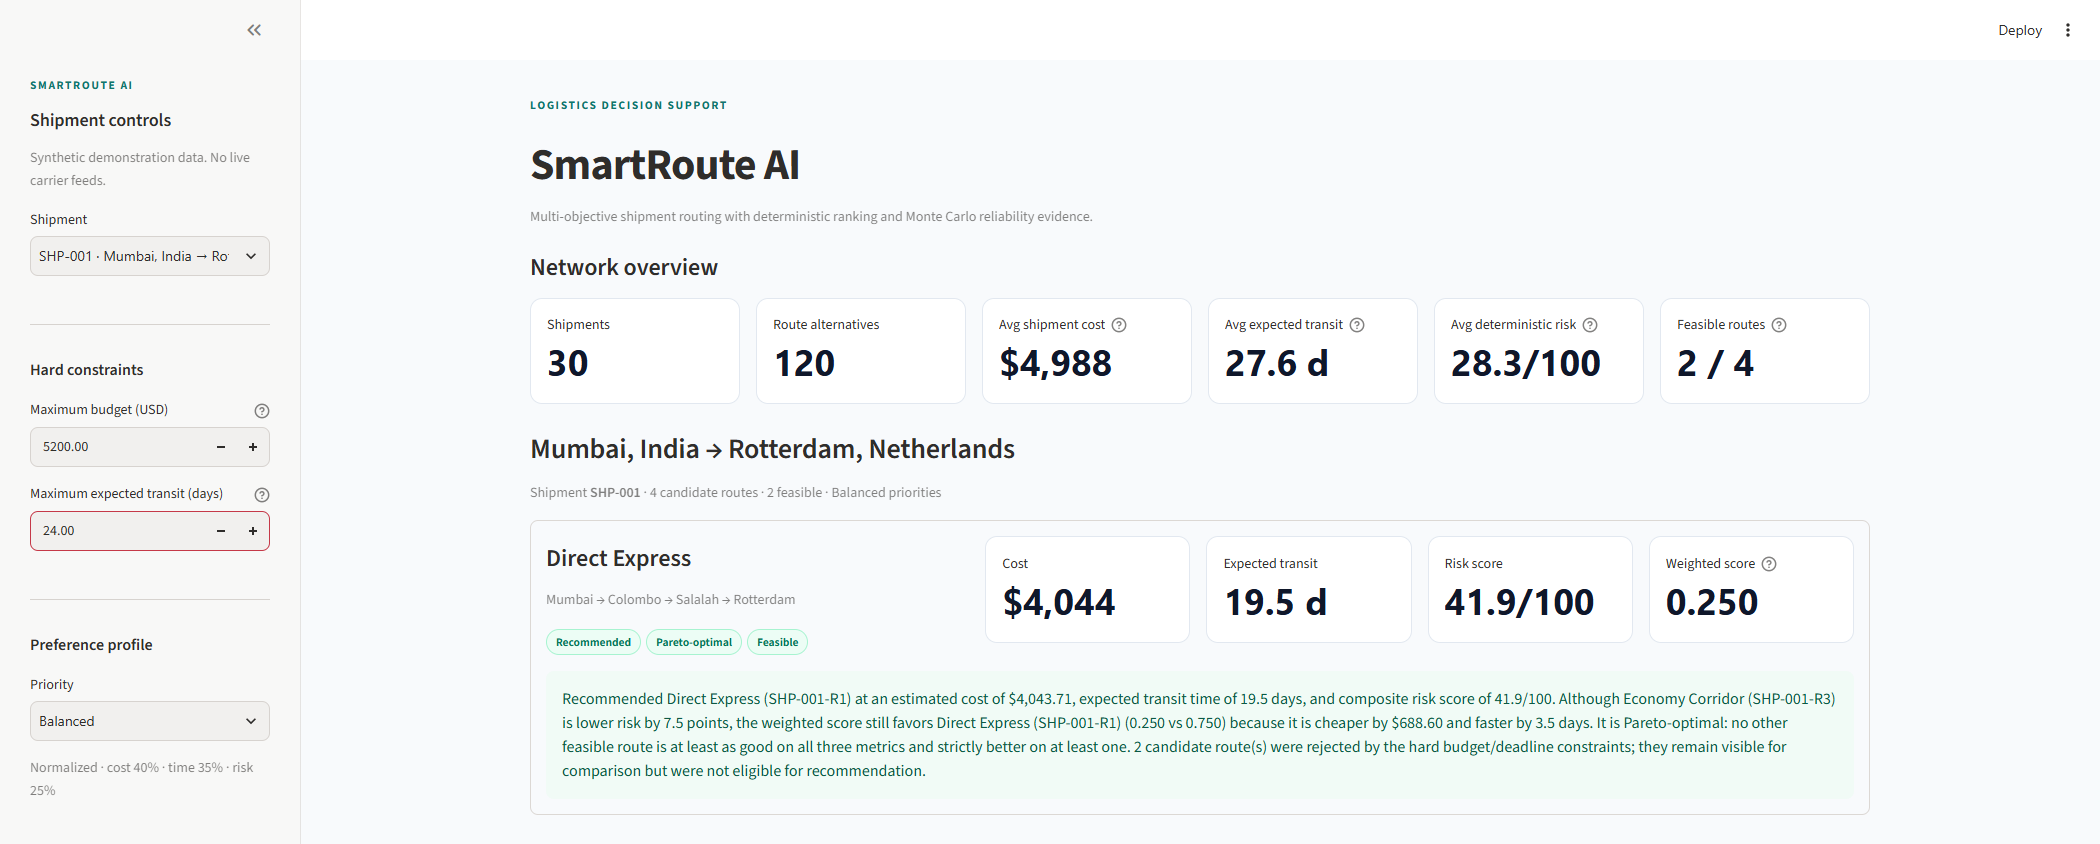 SMARTROUTE AI
Shipment controls
Synthetic demonstration data. No live
carrier feeds.
Shipment
SHP-001 · Mumbai, India → Ro
Hard constraints
Maximum budget (USD)
5200.00
Maximum expected transit (days)
24.00
Preference profile
Priority
Balanced
Normalized · cost 40% · time 35% · risk
25%
Deploy
LOGISTICS DECISION SUPPORT
SmartRoute AI
Multi-objective shipment routing with deterministic ranking and Monte Carlo reliability evidence.
Network overview
Shipments
30
Route alternatives
120
Avg shipment cost
$4,988
Avg expected transit
27.6 d
Avg deterministic risk
28.3/100
Feasible routes
2 / 4
Mumbai, India → Rotterdam, Netherlands
Shipment SHP-001 · 4 candidate routes · 2 feasible · Balanced priorities
Direct Express
Mumbai → Colombo → Salalah → Rotterdam
Recommended Pareto-optimal Feasible
Cost
$4,044
Expected transit
19.5 d
Risk score
41.9/100
Weighted score
0.250
Recommended Direct Express (SHP-001-R1) at an estimated cost of $4,043.71, expected transit time of 19.5 days, and composite risk score of 41.9/100. Although Economy Corridor (SHP-001-R3)
is lower risk by 7.5 points, the weighted score still favors Direct Express (SHP-001-R1) (0.250 vs 0.750) because it is cheaper by $688.60 and faster by 3.5 days. It is Pareto-optimal: no other
feasible route is at least as good on all three metrics and strictly better on at least one. 2 candidate route(s) were rejected by the hard budget/deadline constraints; they remain visible for
comparison but were not eligible for recommendation.